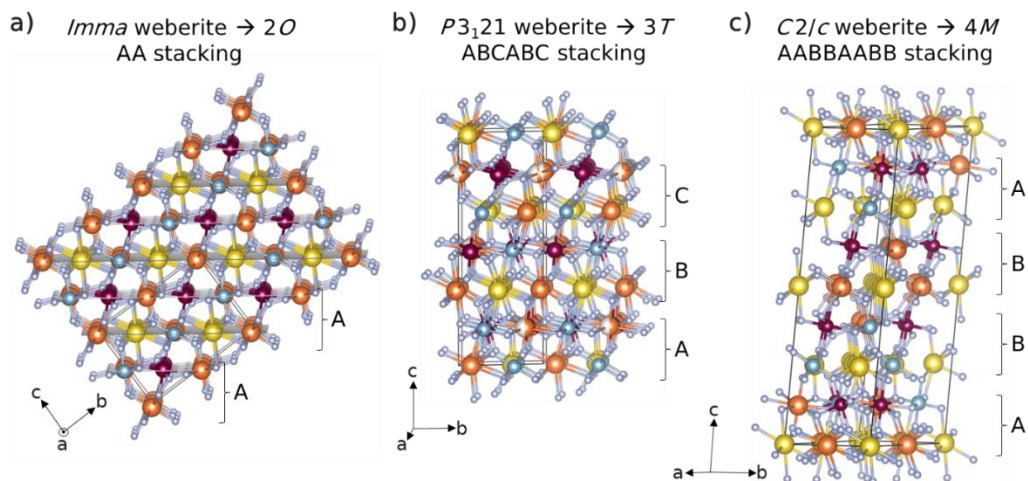 a)
Imma weberite → 2O
AA stacking
A
A
c
b
a
b)
P3₁21 weberite → 3T
ABCABC stacking
C
B
A
c
b
a
c)
C2/c weberite → 4M
AABBAABB stacking
A
B
B
A
c
a
b